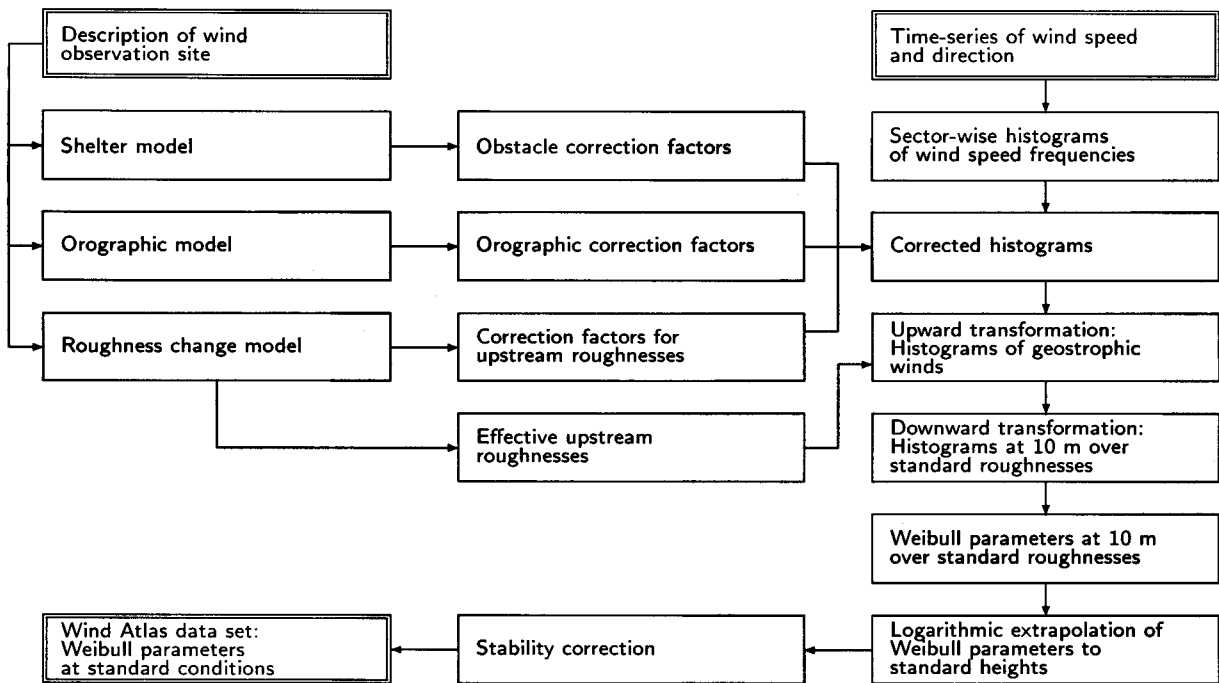 Description of wind
observation site
Time-series of wind speed
and direction
Shelter model
Obstacle correction factors
Sector-wise histograms
of wind speed frequencies
Orographic model
Orographic correction factors
Corrected histograms
Roughness change model
Correction factors for
upstream roughnesses
Upward transformation:
Histograms of geostrophic
winds
Effective upstream
roughnesses
Downward transformation:
Histograms at 10 m over
standard roughnesses
Weibull parameters at 10 m
over standard roughnesses
Wind Atlas data set:
Weibull parameters
at standard conditions
Stability correction
Logarithmic extrapolation of
Weibull parameters to
standard heights